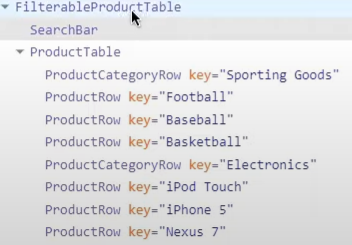 FilterableProductTable
SearchBar
ProductTable
ProductCategoryRow key="Sporting Goods"
ProductRow key="Football"
ProductRow key="Baseball"
ProductRow key="Basketball"
ProductCategoryRow key="Electronics"
ProductRow key="iPod Touch"
ProductRow key="iPhone 5"
ProductRow key="Nexus 7"